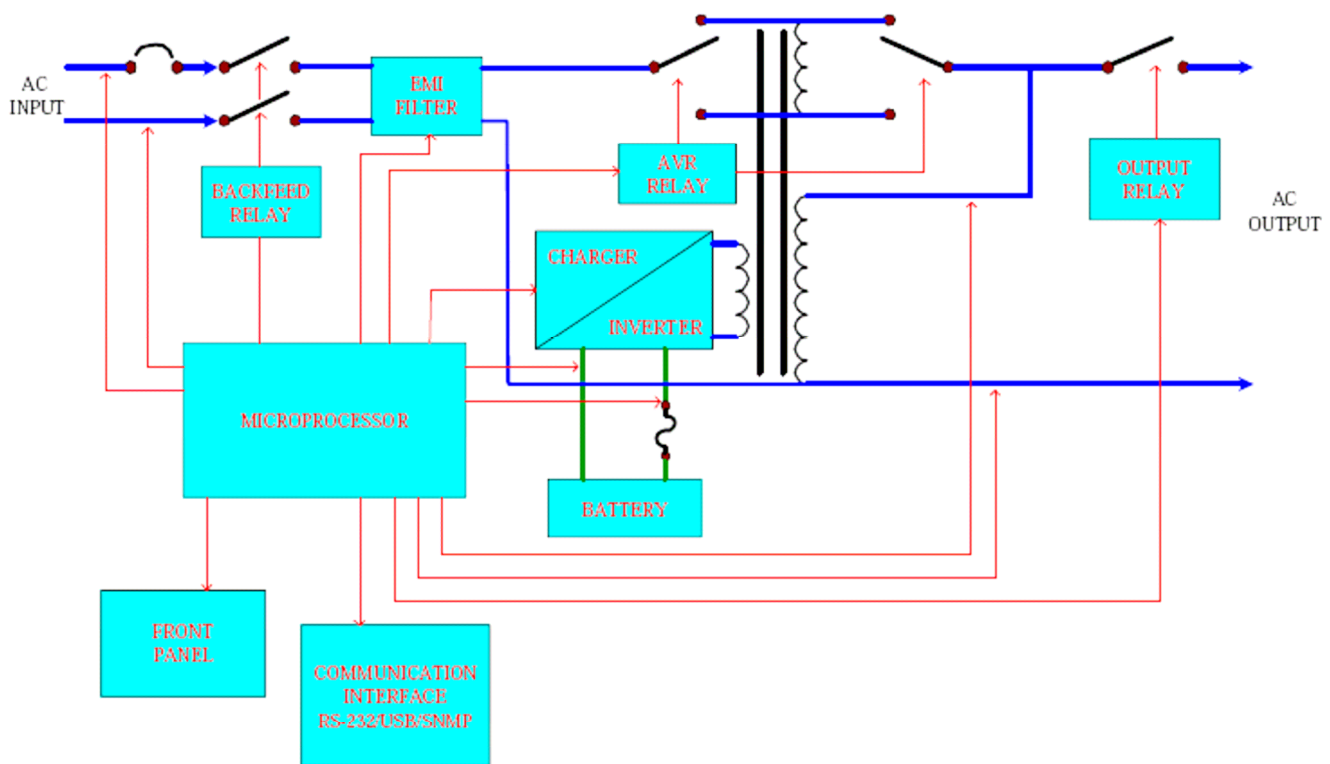 AC
INPUT
EMI
FILTER
BACKFEED
RELAY
AVR
RELAY
OUTPUT
RELAY
AC
OUTPUT
CHARGER
INVERTER
MICROPROCESSOR
BATTERY
FRONT
PANEL
COMMUNICATION
INTERFACE
RS-232/USB/SNMP